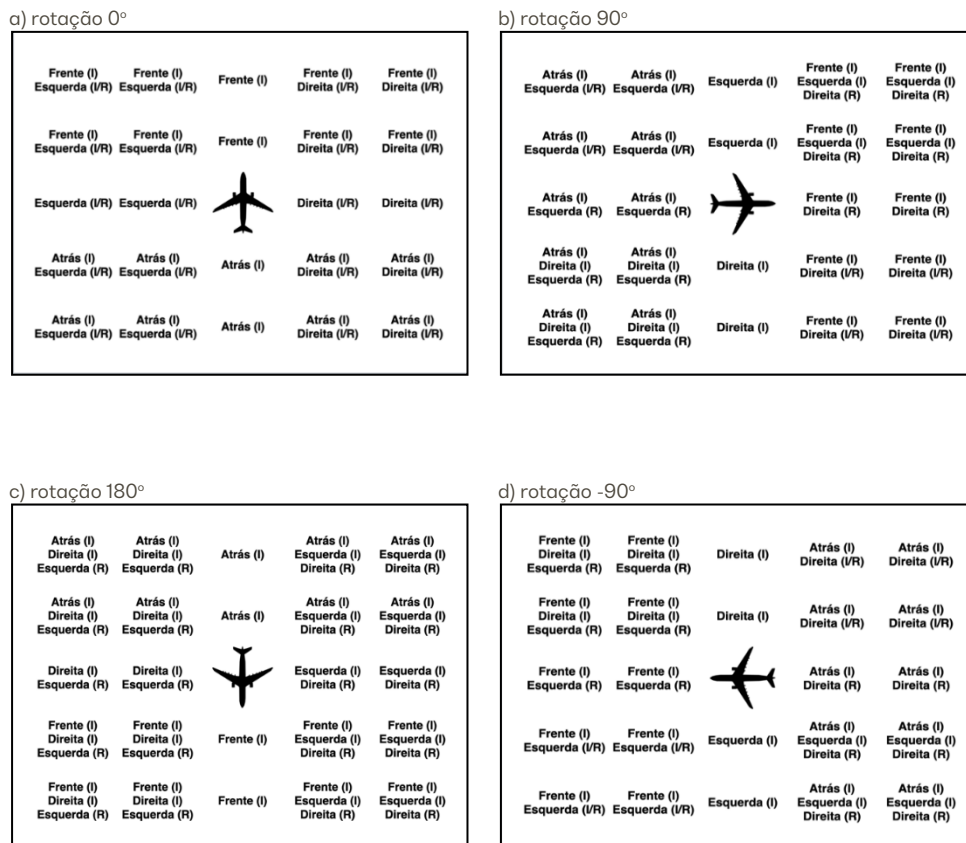 a) rotação 0º
Frente (I) Frente (I) Frente (I) Frente (I) Frente (I)
Esquerda (I/R) Esquerda (I/R) Direita (I/R) Direita (I/R)
Frente (I) Frente (I) Frente (I) Frente (I) Frente (I)
Esquerda (I/R) Esquerda (I/R) Direita (I/R) Direita (I/R)
Esquerda (I/R) Esquerda (I/R) Direita (I/R) Direita (I/R)
Atrás (I) Atrás (I) Atrás (I) Atrás (I) Atrás (I)
Esquerda (I/R) Esquerda (I/R) Direita (I/R) Direita (I/R)
Atrás (I) Atrás (I) Atrás (I) Atrás (I) Atrás (I)
Esquerda (I/R) Esquerda (I/R) Direita (I/R) Direita (I/R)
b) rotação 90º
Frente (I) Frente (I)
Atrás (I) Atrás (I) Esquerda (I) Esquerda (I) Esquerda (I)
Esquerda (I/R) Esquerda (I/R) Direita (R) Direita (R)
Frente (I) Frente (I)
Atrás (I) Atrás (I) Esquerda (I) Esquerda (I) Esquerda (I)
Esquerda (I/R) Esquerda (I/R) Direita (R) Direita (R)
Atrás (I) Atrás (I) Frente (I) Frente (I)
Esquerda (R) Esquerda (R) Direita (R) Direita (R)
Atrás (I) Atrás (I) Frente (I) Frente (I)
Direita (I) Direita (I) Direita (I) Direita (I/R) Direita (I/R)
Esquerda (R) Esquerda (R)
Atrás (I) Atrás (I) Frente (I) Frente (I)
Direita (I) Direita (I) Direita (I) Direita (I/R) Direita (I/R)
Esquerda (R) Esquerda (R)
c) rotação 180º
Atrás (I) Atrás (I) Atrás (I) Atrás (I)
Direita (I) Direita (I) Atrás (I) Esquerda (I) Esquerda (I)
Esquerda (R) Esquerda (R) Direita (R) Direita (R)
Atrás (I) Atrás (I) Atrás (I) Atrás (I)
Direita (I) Direita (I) Atrás (I) Esquerda (I) Esquerda (I)
Esquerda (R) Esquerda (R) Direita (R) Direita (R)
Direita (I) Direita (I) Esquerda (I) Esquerda (I)
Esquerda (R) Esquerda (R) Direita (R) Direita (R)
Frente (I) Frente (I) Frente (I) Frente (I)
Direita (I) Direita (I) Frente (I) Esquerda (I) Esquerda (I)
Esquerda (R) Esquerda (R) Direita (R) Direita (R)
Frente (I) Frente (I) Frente (I) Frente (I)
Direita (I) Direita (I) Frente (I) Esquerda (I) Esquerda (I)
Esquerda (R) Esquerda (R) Direita (R) Direita (R)
d) rotação -90º
Frente (I) Frente (I) Atrás (I) Atrás (I)
Direita (I) Direita (I) Direita (I) Direita (I/R) Direita (I/R)
Esquerda (R) Esquerda (R)
Frente (I) Frente (I) Atrás (I) Atrás (I)
Direita (I) Direita (I) Direita (I) Direita (I/R) Direita (I/R)
Esquerda (R) Esquerda (R)
Frente (I) Frente (I) Atrás (I) Atrás (I)
Esquerda (R) Esquerda (R) Direita (R) Direita (R)
Atrás (I) Atrás (I)
Frente (I) Frente (I) Esquerda (I) Esquerda (I) Esquerda (I)
Esquerda (I/R) Esquerda (I/R) Direita (R) Direita (R)
Atrás (I) Atrás (I)
Frente (I) Frente (I) Esquerda (I) Esquerda (I) Esquerda (I)
Esquerda (I/R) Esquerda (I/R) Direita (R) Direita (R)